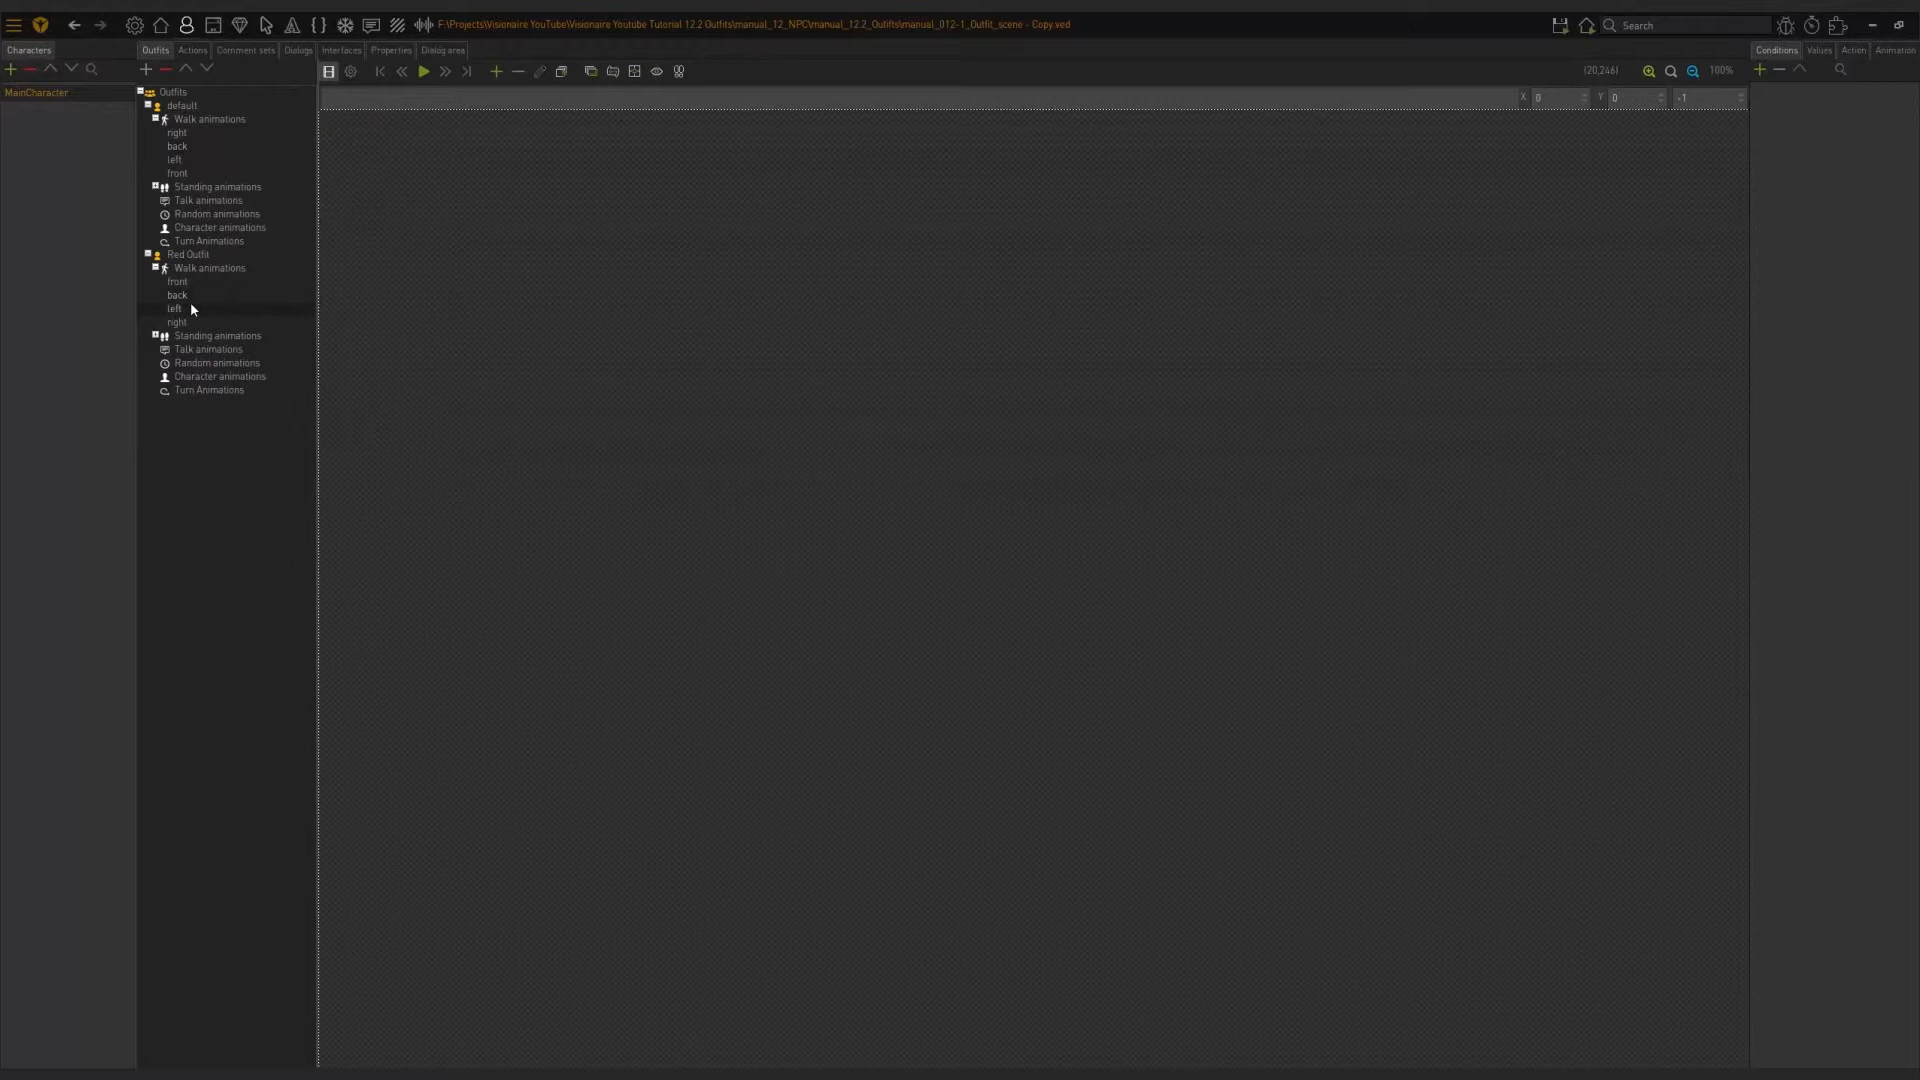 F:\Projects\Visionaire YouTube\Visionaire Youtube Tutorial 12.2 Outfits\manual_12_NPC\manual_12.2_Outifts\manual_012-1_Outfit_scene - Copy.ved
Search
Characters
Outfits Actions Comment sets Dialogs Interfaces Properties Dialog area
Conditions Values Action Animation
(20,246)
100%
MainCharacter
X 0 Y 0 -1
Outfits
default
Walk animations
right
back
left
front
Standing animations
Talk animations
Random animations
Character animations
Turn Animations
Red Outfit
Walk animations
front
back
left
right
Standing animations
Talk animations
Random animations
Character animations
Turn Animations